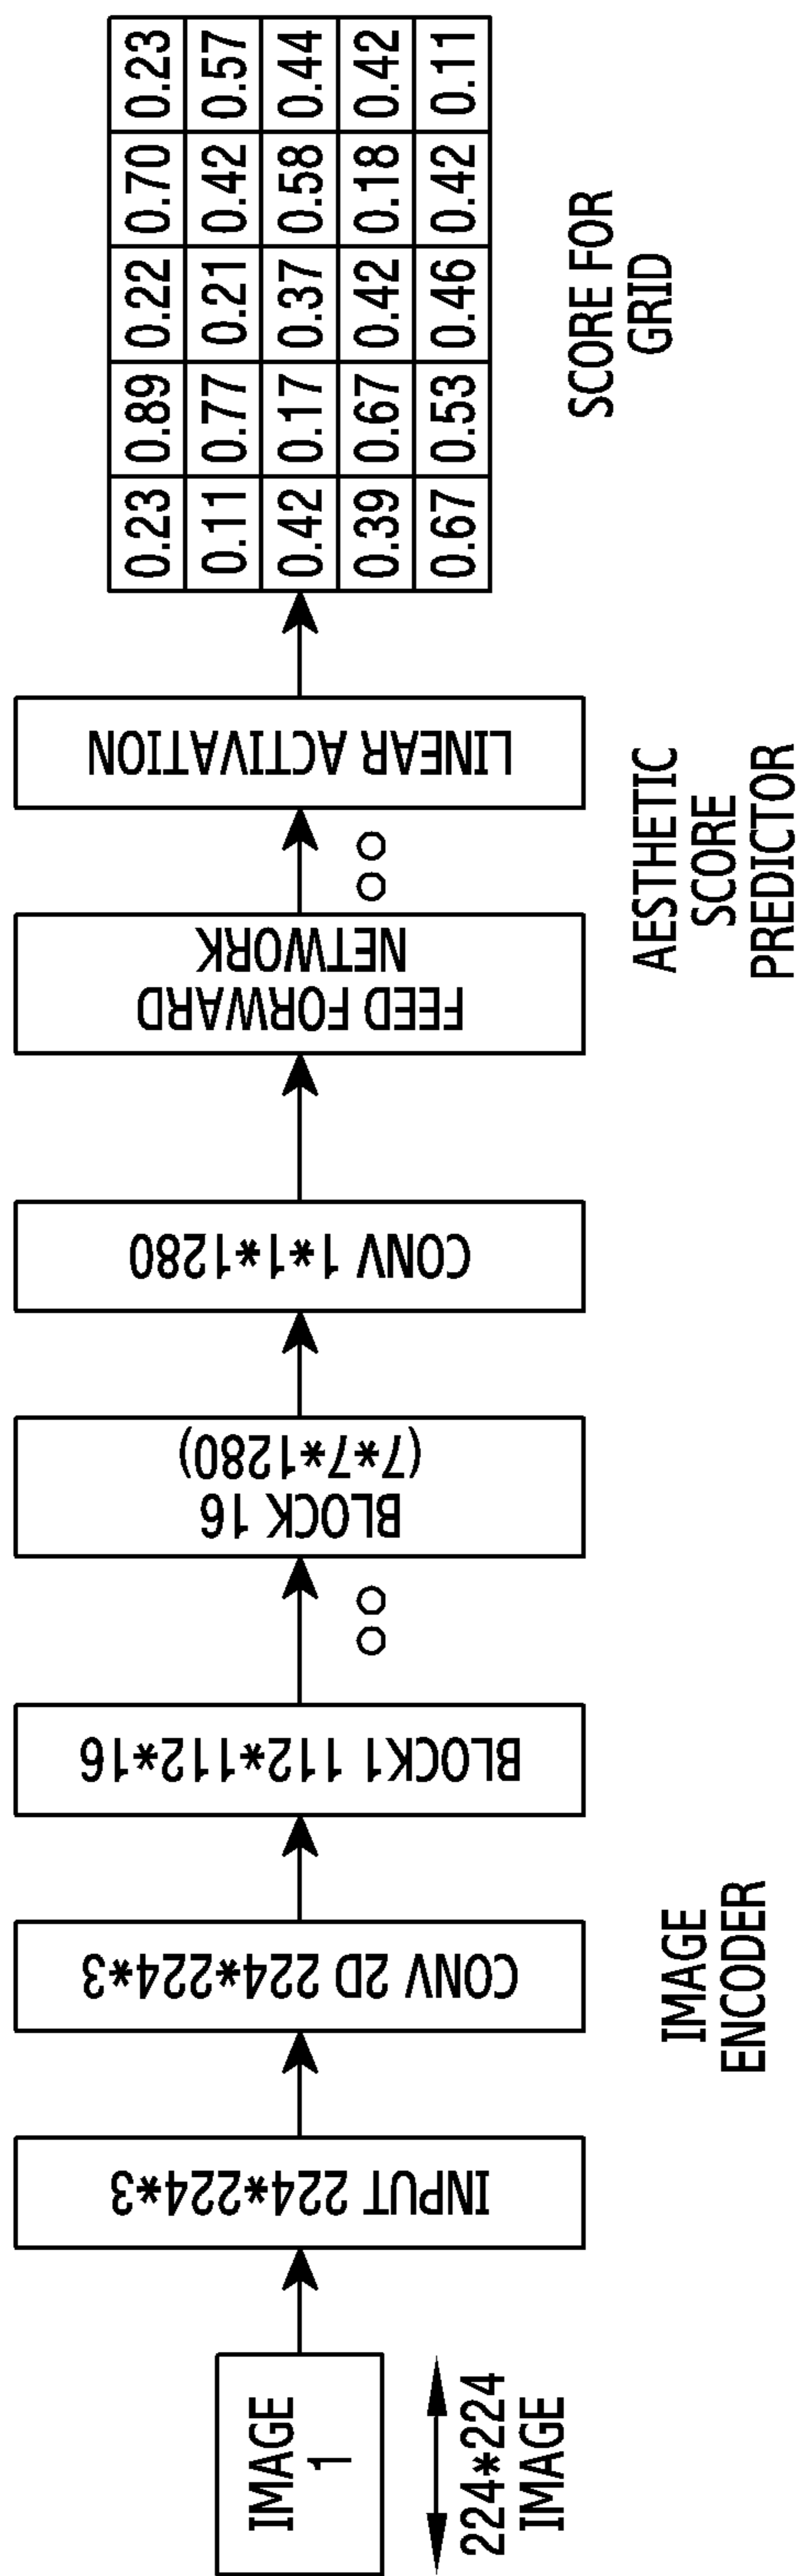 IMAGE
1
224*224
IMAGE
INPUT 224*224*3
CONV 2D 224*224*3
BLOCK1 112*112*16
BLOCK 16
(7*7*1280)
CONV 1*1*1280
IMAGE
ENCODER
FEED FORWARD
NETWORK
LINEAR ACTIVATION
AESTHETIC
SCORE
PREDICTOR
0.23 0.89 0.22 0.70 0.23
0.11 0.77 0.21 0.42 0.57
0.42 0.17 0.37 0.58 0.44
0.39 0.67 0.42 0.18 0.42
0.67 0.53 0.46 0.42 0.11
SCORE FOR
GRID